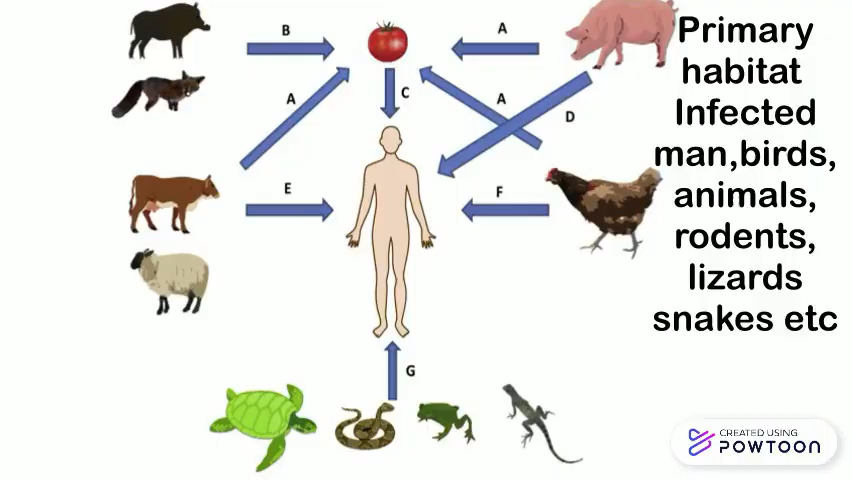 B
A
A
C
A
D
E
F
G
Primary
habitat
Infected
man,birds,
animals,
rodents,
lizards
snakes etc
CREATED USING
POWTOON